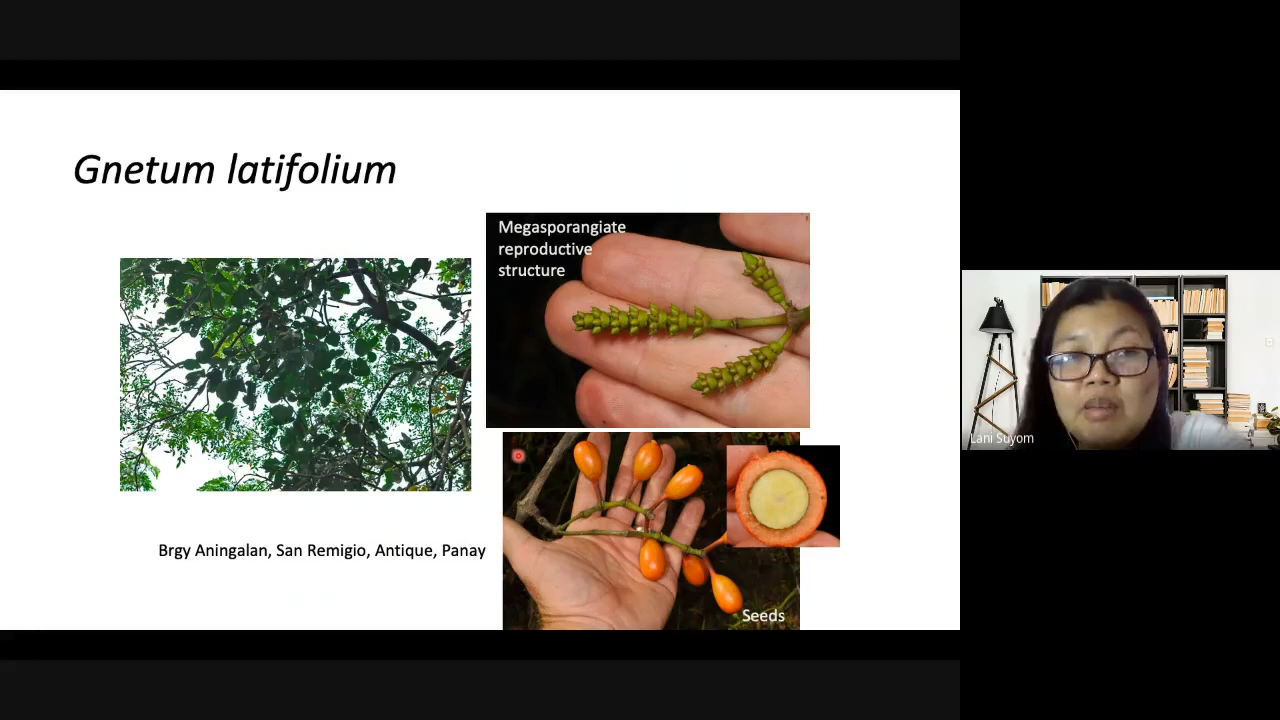 Gnetum latifolium
Megasporangiate
reproductive
structure
Brgy Aningalan, San Remigio, Antique, Panay
Seeds
Lani Suyom